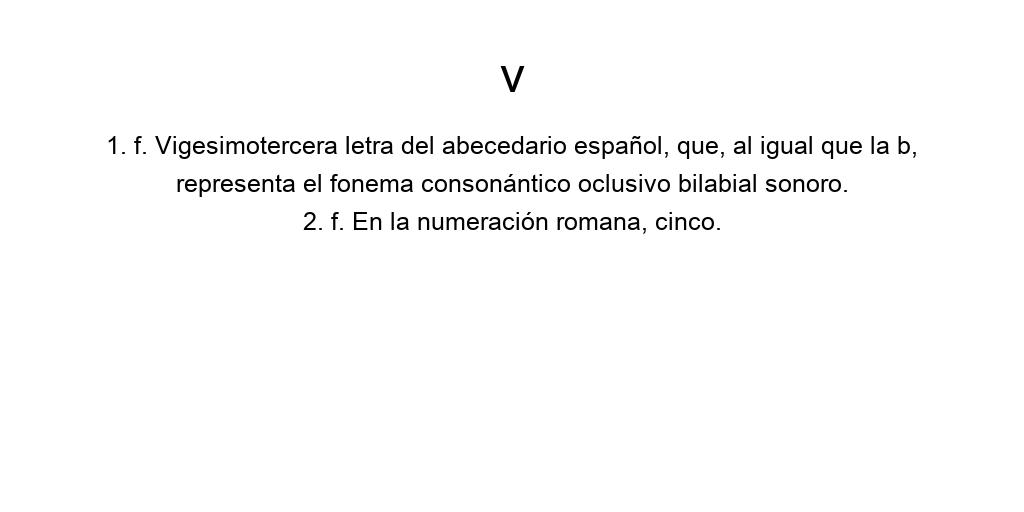 v
1. f. Vigesimotercera letra del abecedario español, que, al igual que la b,
representa el fonema consonántico oclusivo bilabial sonoro.
2. f. En la numeración romana, cinco.